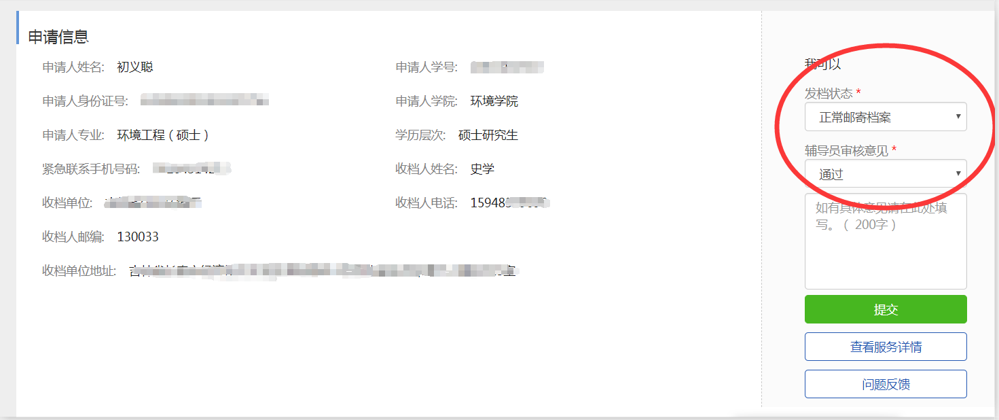 申请信息
申请人姓名: 初义聪
申请人学号:
申请人身份证号:
申请人学院: 环境学院
申请人专业: 环境工程（硕士）
学历层次: 硕士研究生
紧急联系手机号码:
收档人姓名: 史学
收档单位:
收档人电话: 15948
收档人邮编: 130033
收档单位地址:
我可以
发档状态 *
正常邮寄档案
辅导员审核意见 *
通过
如有具体意见请在此处填
写。（ 200字 ）
提交
查看服务详情
问题反馈